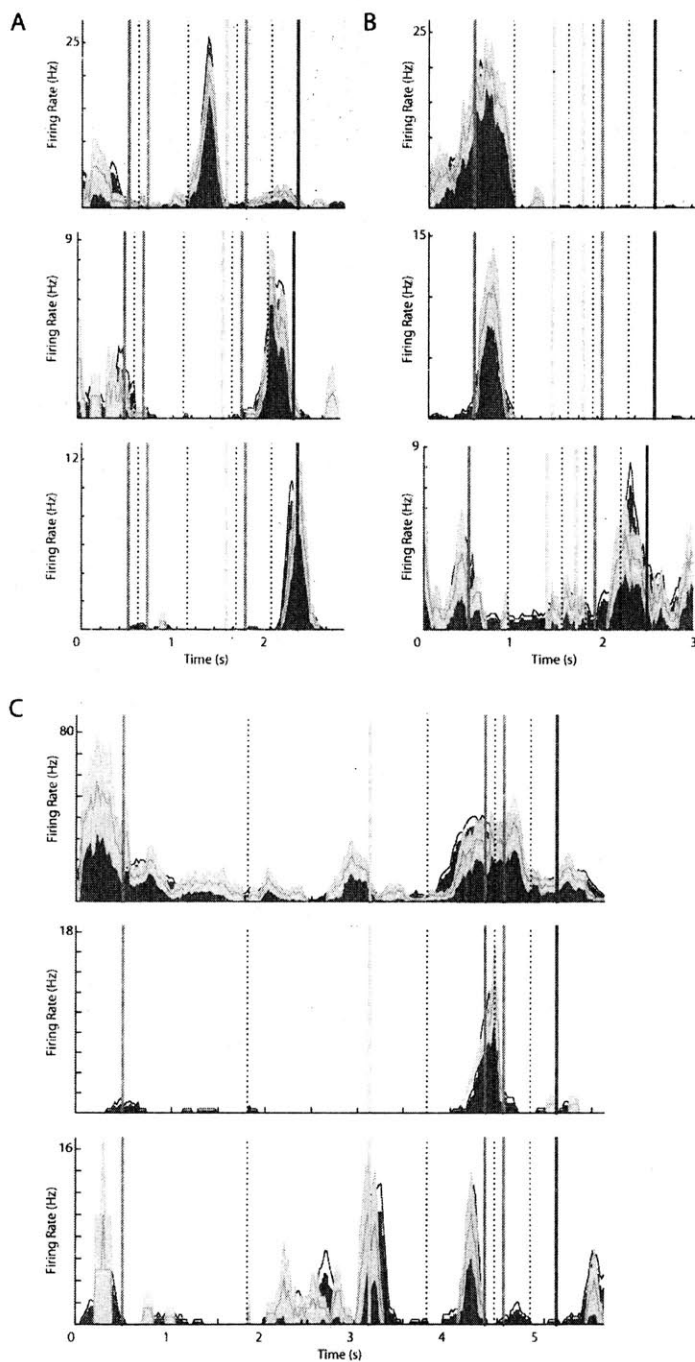 A
B
25
Firing Rate (Hz)
25
Firing Rate (Hz)
9
Firing Rate (Hz)
15
Firing Rate (Hz)
12
Firing Rate (Hz)
0 1 2
Time (s)
9
Firing Rate (Hz)
0 1 2 3
Time (s)
C
80
Firing Rate (Hz)
18
Firing Rate (Hz)
16
Firing Rate (Hz)
0 1 2 3 4 5
Time (s)